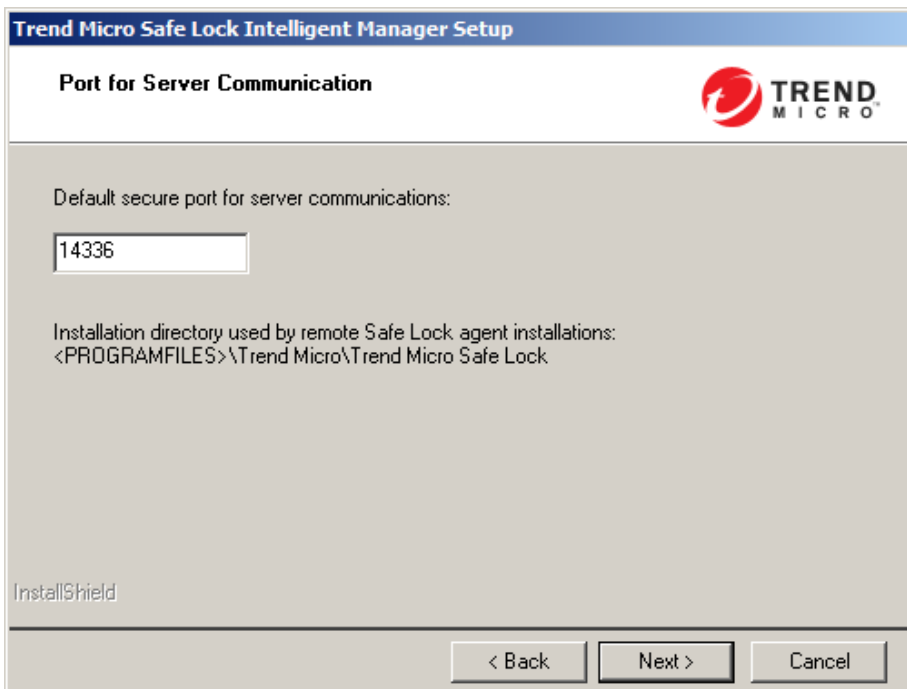 Trend Micro Safe Lock Intelligent Manager Setup
Port for Server Communication
TREND
MICRO™
Default secure port for server communications:
14336
Installation directory used by remote Safe Lock agent installations:
<PROGRAMFILES>\Trend Micro\Trend Micro Safe Lock
InstallShield
< Back
Next >
Cancel